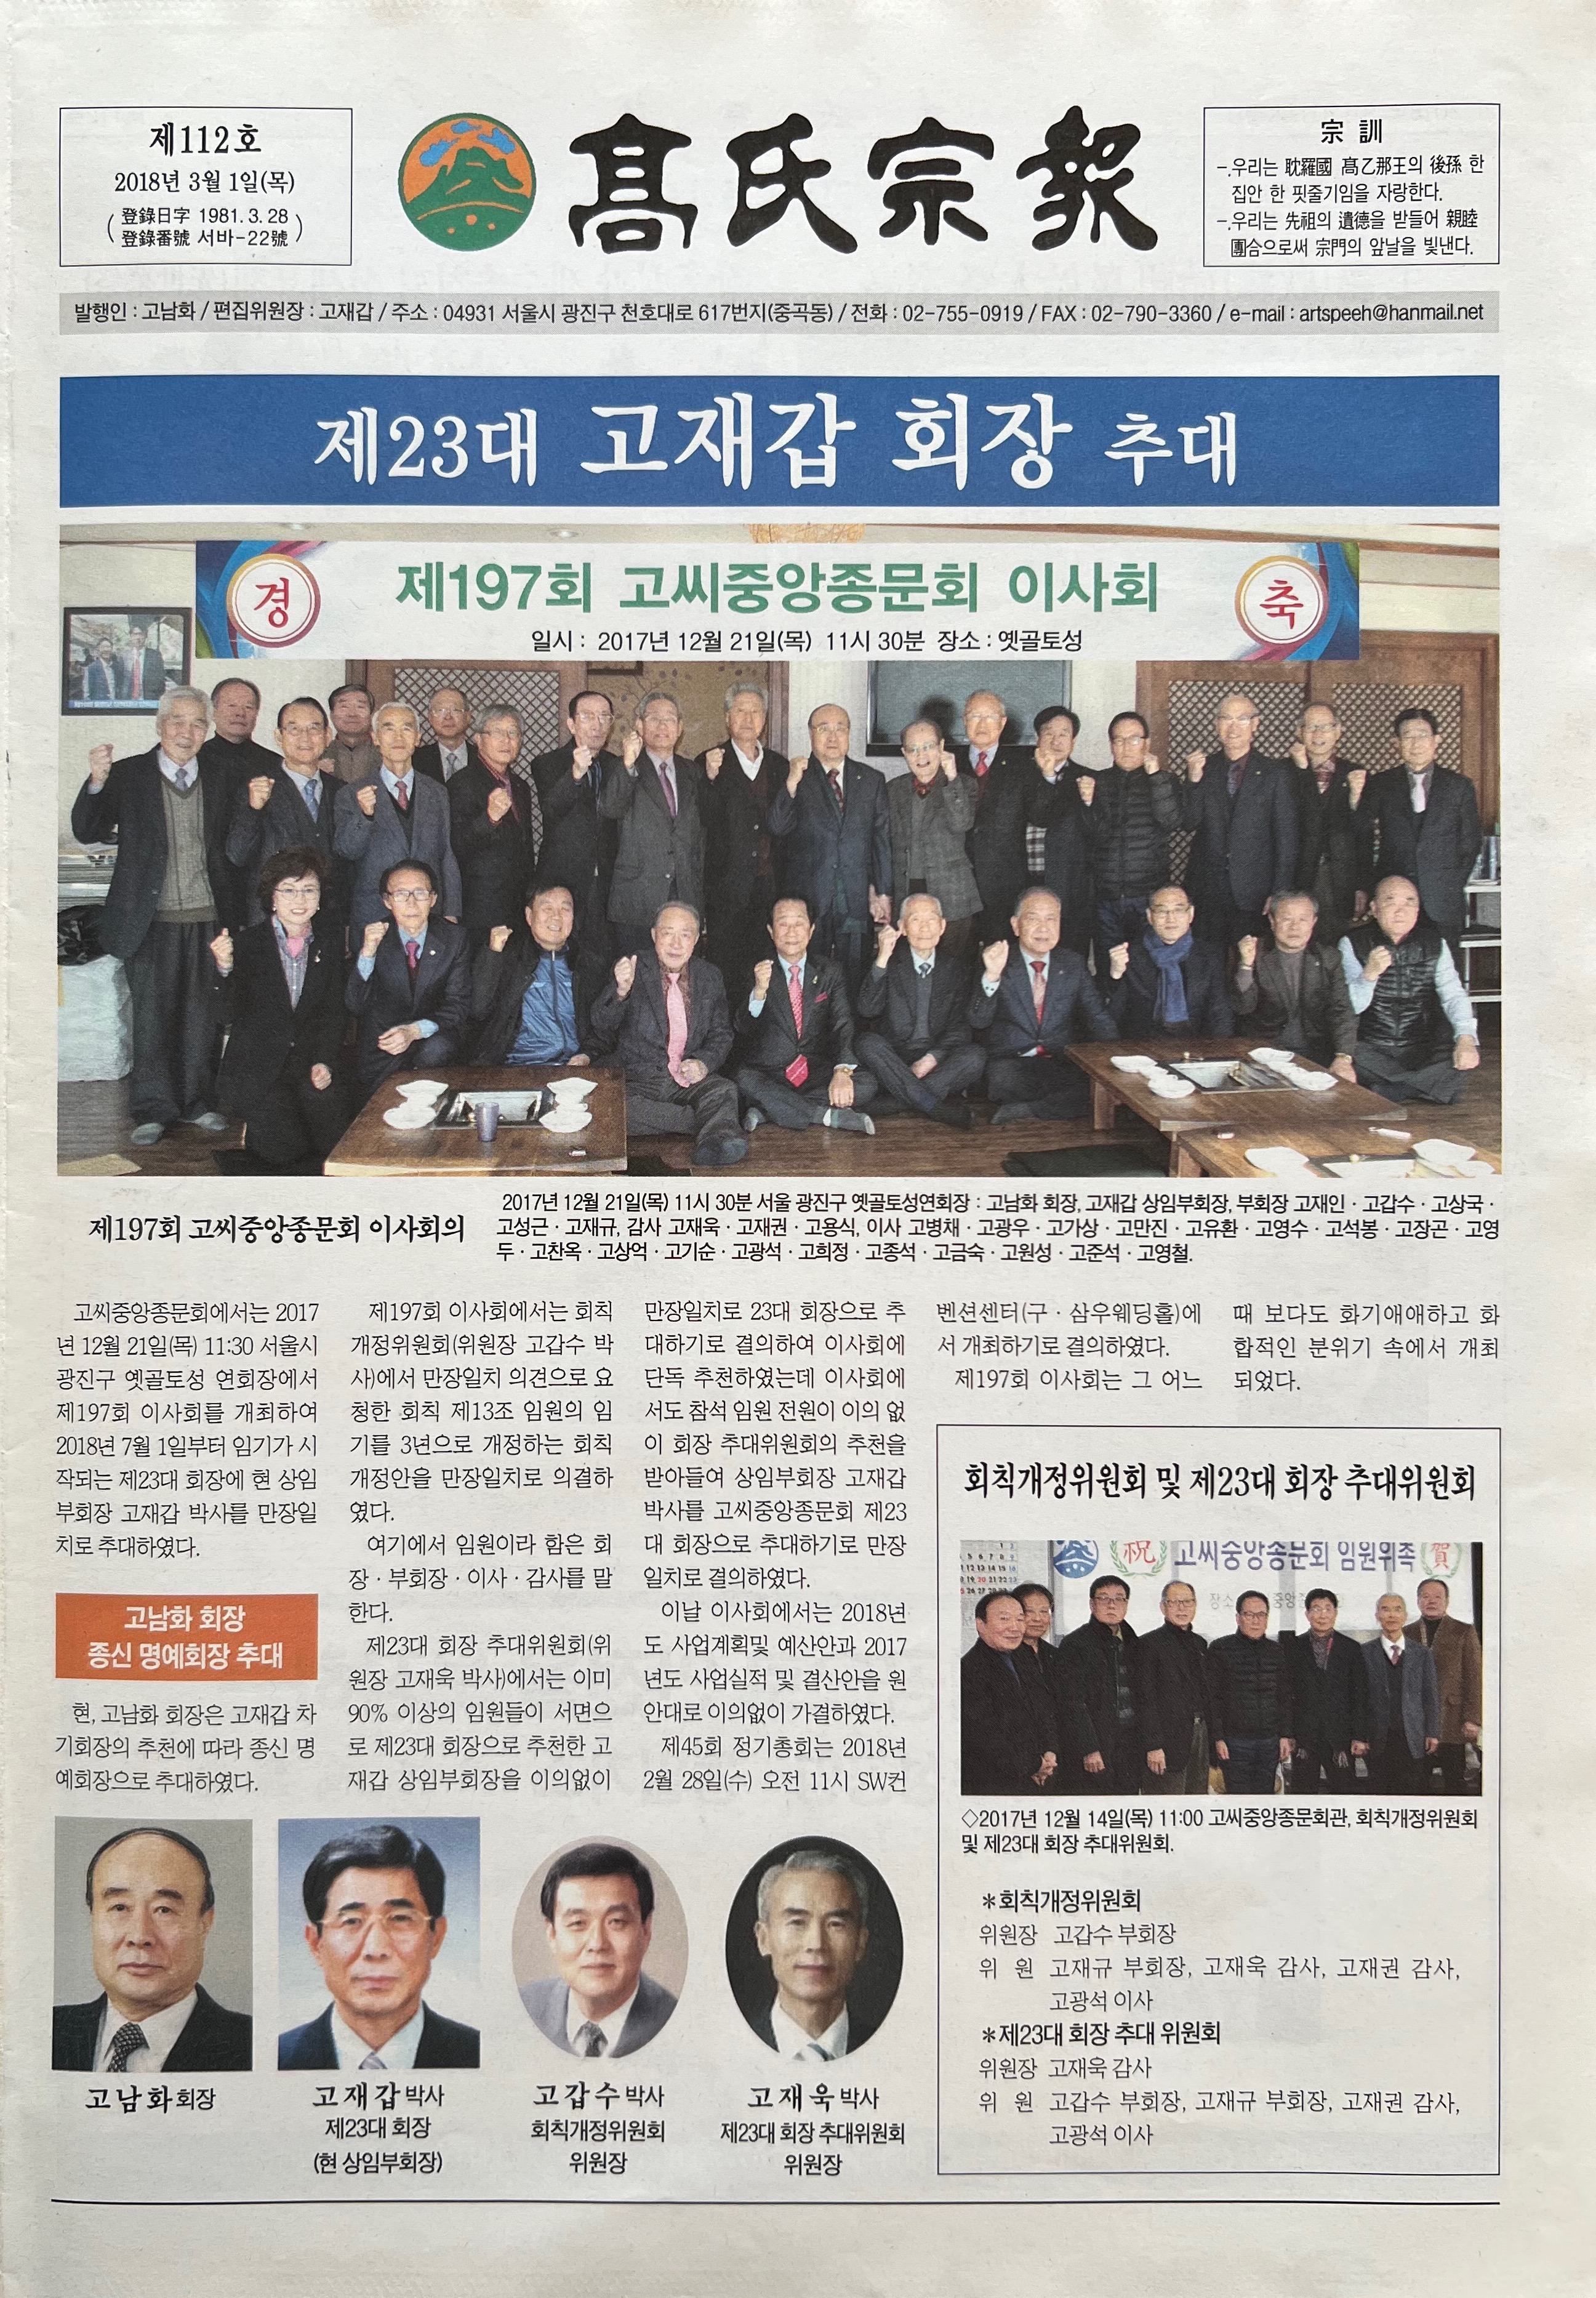 제112호
2018년 3월 1일(목)
登錄日字 1981. 3. 28
登錄番號 서바-22號
髙氏宗報
宗 訓
-.우리는 耽羅國 髙乙那王의 後孫 한
집안 한 핏줄기임을 자랑한다.
-.우리는 先祖의 遺德을 받들어 親睦
團合으로써 宗門의 앞날을 빛낸다.
발행인 : 고남화 / 편집위원장 : 고재갑 / 주소 : 04931 서울시 광진구 천호대로 617번지(중곡동) / 전화 : 02-755-0919 / FAX : 02-790-3360 / e-mail : artspeeh@hanmail.net
제23대 고재갑 회장 추대
경
제197회 고씨중앙종문회 이사회
축
일시 : 2017년 12월 21일(목) 11시 30분 장소 : 옛골토성
제197회 고씨중앙종문회 이사회의
2017년 12월 21일(목) 11시 30분 서울 광진구 옛골토성연회장 : 고남화 회장, 고재갑 상임부회장, 부회장 고재인 · 고갑수 · 고상국 ·
고성근 · 고재규, 감사 고재욱 · 고재권 · 고용식, 이사 고병채 · 고광우 · 고가상 · 고만진 · 고유환 · 고영수 · 고석봉 · 고장곤 · 고영
두 · 고찬옥 · 고상억 · 고기순 · 고광석 · 고희정 · 고종석 · 고금숙 · 고원성 · 고준석 · 고영철.
고씨중앙종문회에서는 2017
년 12월 21일(목) 11:30 서울시
광진구 옛골토성 연회장에서
제197회 이사회를 개최하여
2018년 7월 1일부터 임기가 시
작되는 제23대 회장에 현 상임
부회장 고재갑 박사를 만장일
치로 추대하였다.
고남화 회장
종신 명예회장 추대
현, 고남화 회장은 고재갑 차
기회장의 추천에 따라 종신 명
예회장으로 추대하였다.
제197회 이사회에서는 회칙
개정위원회(위원장 고갑수 박
사)에서 만장일치 의견으로 요
청한 회칙 제13조 임원의 임
기를 3년으로 개정하는 회칙
개정안을 만장일치로 의결하
였다.
여기에서 임원이라 함은 회
장 · 부회장 · 이사 · 감사를 말
한다.
제23대 회장 추대위원회(위
원장 고재욱 박사)에서는 이미
90% 이상의 임원들이 서면으
로 제23대 회장으로 추천한 고
재갑 상임부회장을 이의없이
만장일치로 23대 회장으로 추
대하기로 결의하여 이사회에
단독 추천하였는데 이사회에
서도 참석 임원 전원이 이의 없
이 회장 추대위원회의 추천을
받아들여 상임부회장 고재갑
박사를 고씨중앙종문회 제23
대 회장으로 추대하기로 만장
일치로 결의하였다.
이날 이사회에서는 2018년
도 사업계획및 예산안과 2017
년도 사업실적 및 결산안을 원
안대로 이의없이 가결하였다.
제45회 정기총회는 2018년
2월 28일(수) 오전 11시 SW컨
벤션센터(구 · 삼우웨딩홀)에
서 개최하기로 결의하였다.
제197회 이사회는 그 어느
때 보다도 화기애애하고 화
합적인 분위기 속에서 개최
되었다.
회칙개정위원회 및 제23대 회장 추대위원회
祝 고씨중앙종문회 임원위촉 賀
◇2017년 12월 14일(목) 11:00 고씨중앙종문회관, 회칙개정위원회
및 제23대 회장 추대위원회.
*회칙개정위원회
위원장 고갑수 부회장
위 원 고재규 부회장, 고재욱 감사, 고재권 감사,
고광석 이사
*제23대 회장 추대 위원회
위원장 고재욱 감사
위 원 고갑수 부회장, 고재규 부회장, 고재권 감사,
고광석 이사
고남화 회장
고재갑 박사
제23대 회장
(현 상임부회장)
고갑수 박사
회칙개정위원회
위원장
고재욱 박사
제23대 회장 추대위원회
위원장